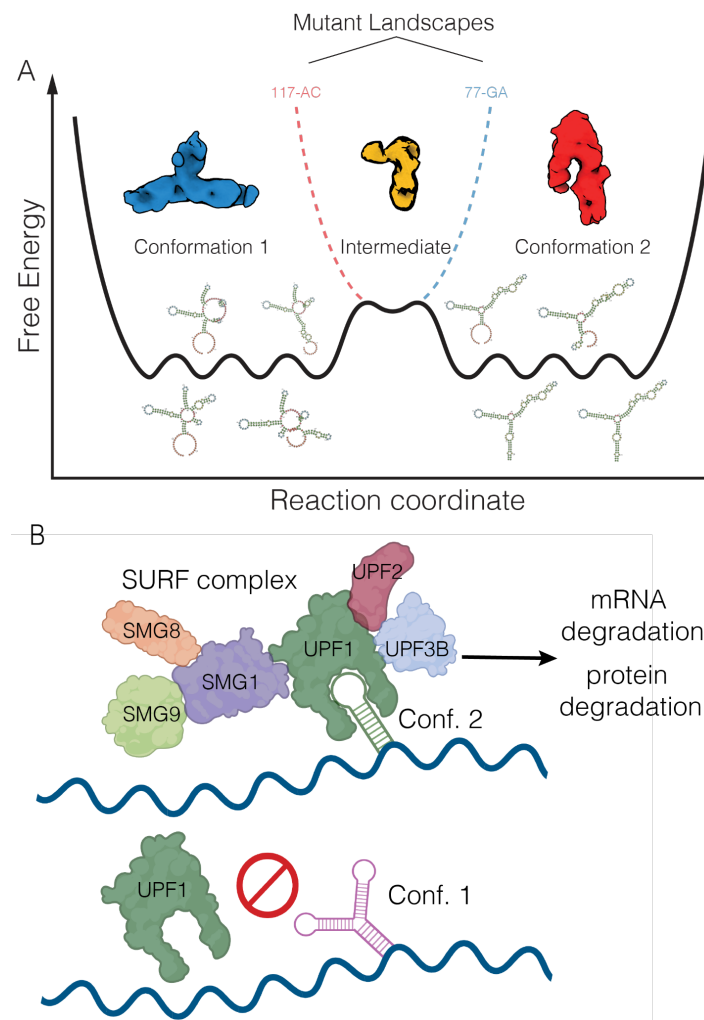 Mutant Landscapes
A
117-AC
77-GA
Free Energy
Conformation 1
Intermediate
Conformation 2
Reaction coordinate
B
SURF complex
UPF2
SMG8
UPF1
UPF3B
SMG1
SMG9
mRNA
degradation
protein
degradation
Conf. 2
UPF1
Conf. 1